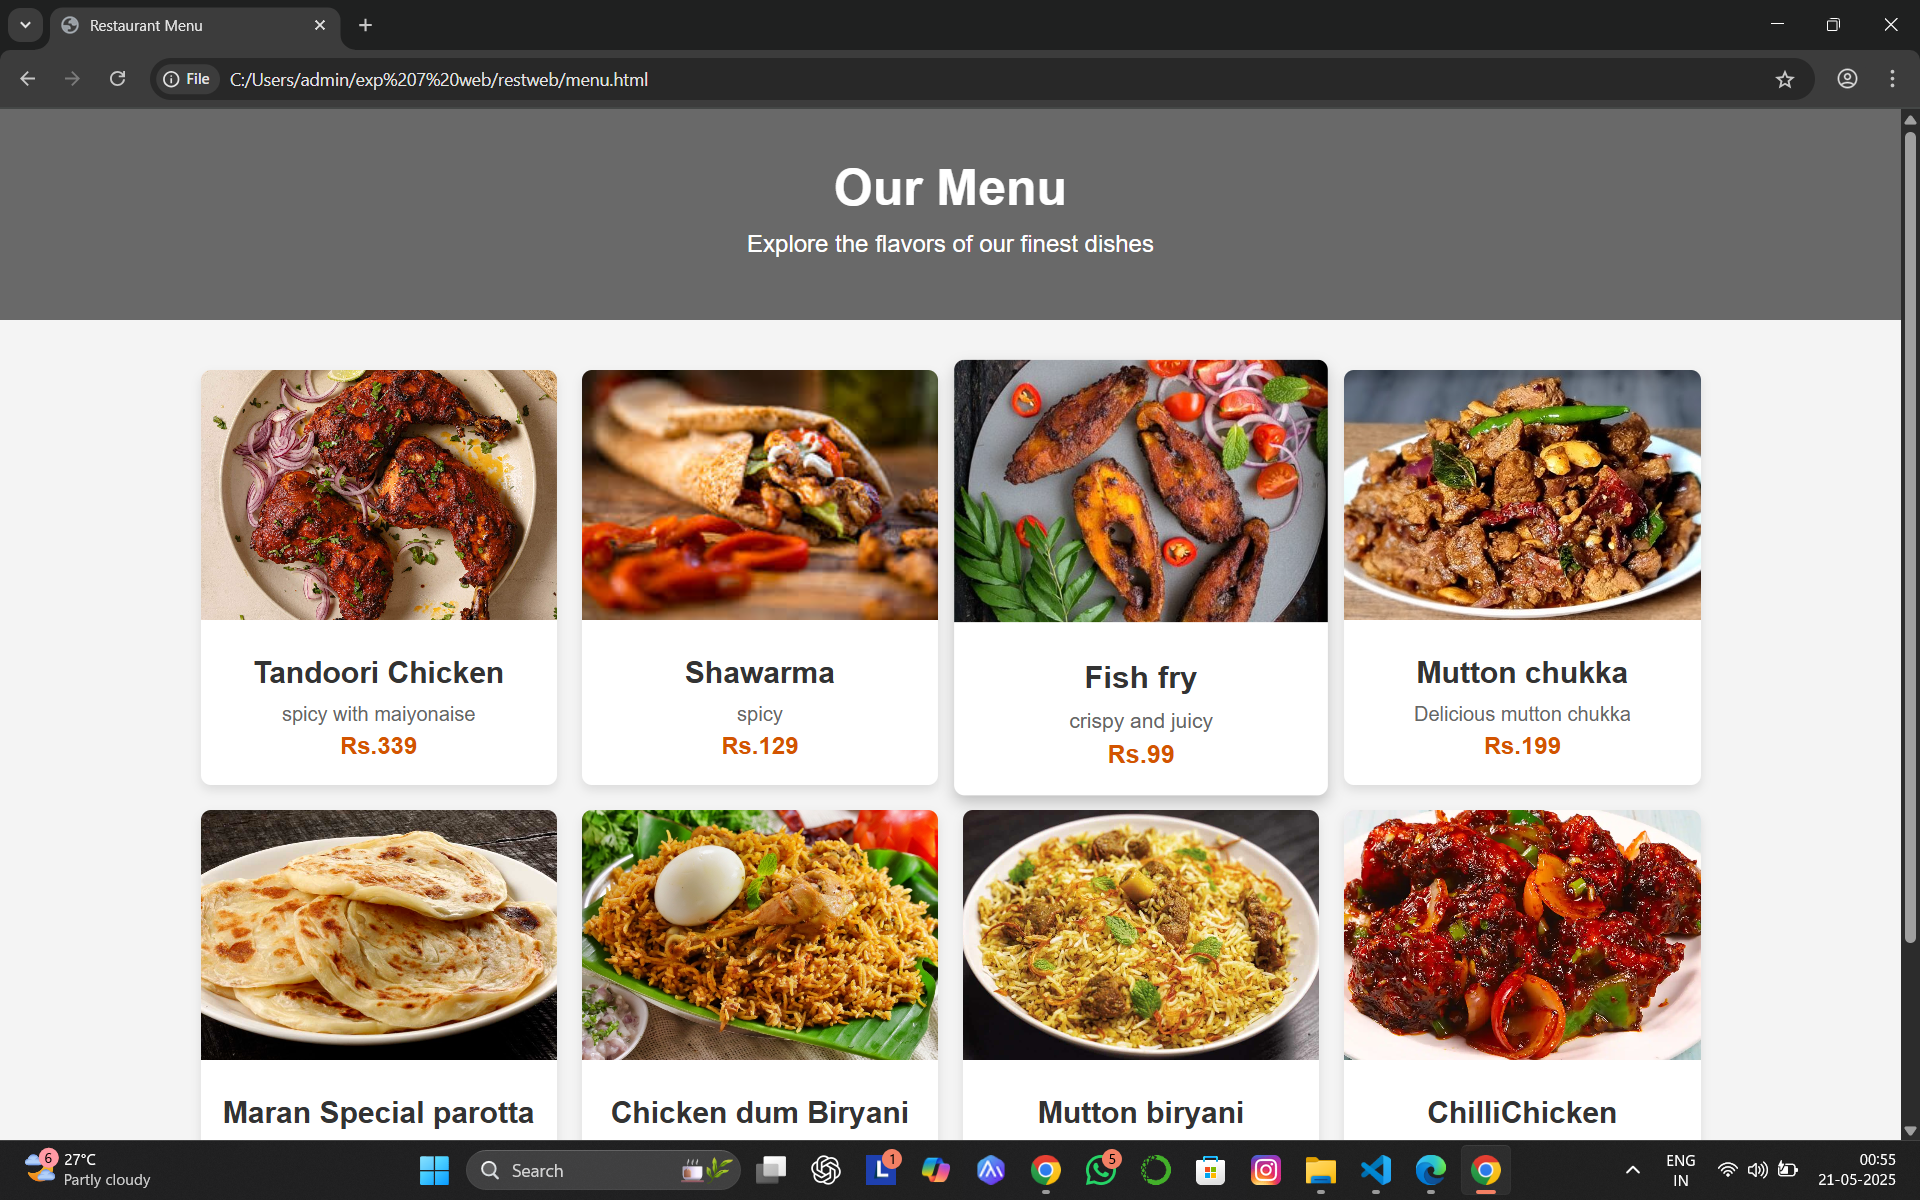 Restaurant Menu
File
C:/Users/admin/exp%207%20web/restweb/menu.html
Our Menu
Explore the flavors of our finest dishes
Tandoori Chicken
spicy with maiyonaise
Rs.339
Shawarma
spicy
Rs.129
Fish fry
crispy and juicy
Rs.99
Mutton chukka
Delicious mutton chukka
Rs.199
Maran Special parotta
Chicken dum Biryani
Mutton biryani
ChilliChicken
6
27°C
Partly cloudy
Search
L
1
5
ENG
IN
00:55
21-05-2025